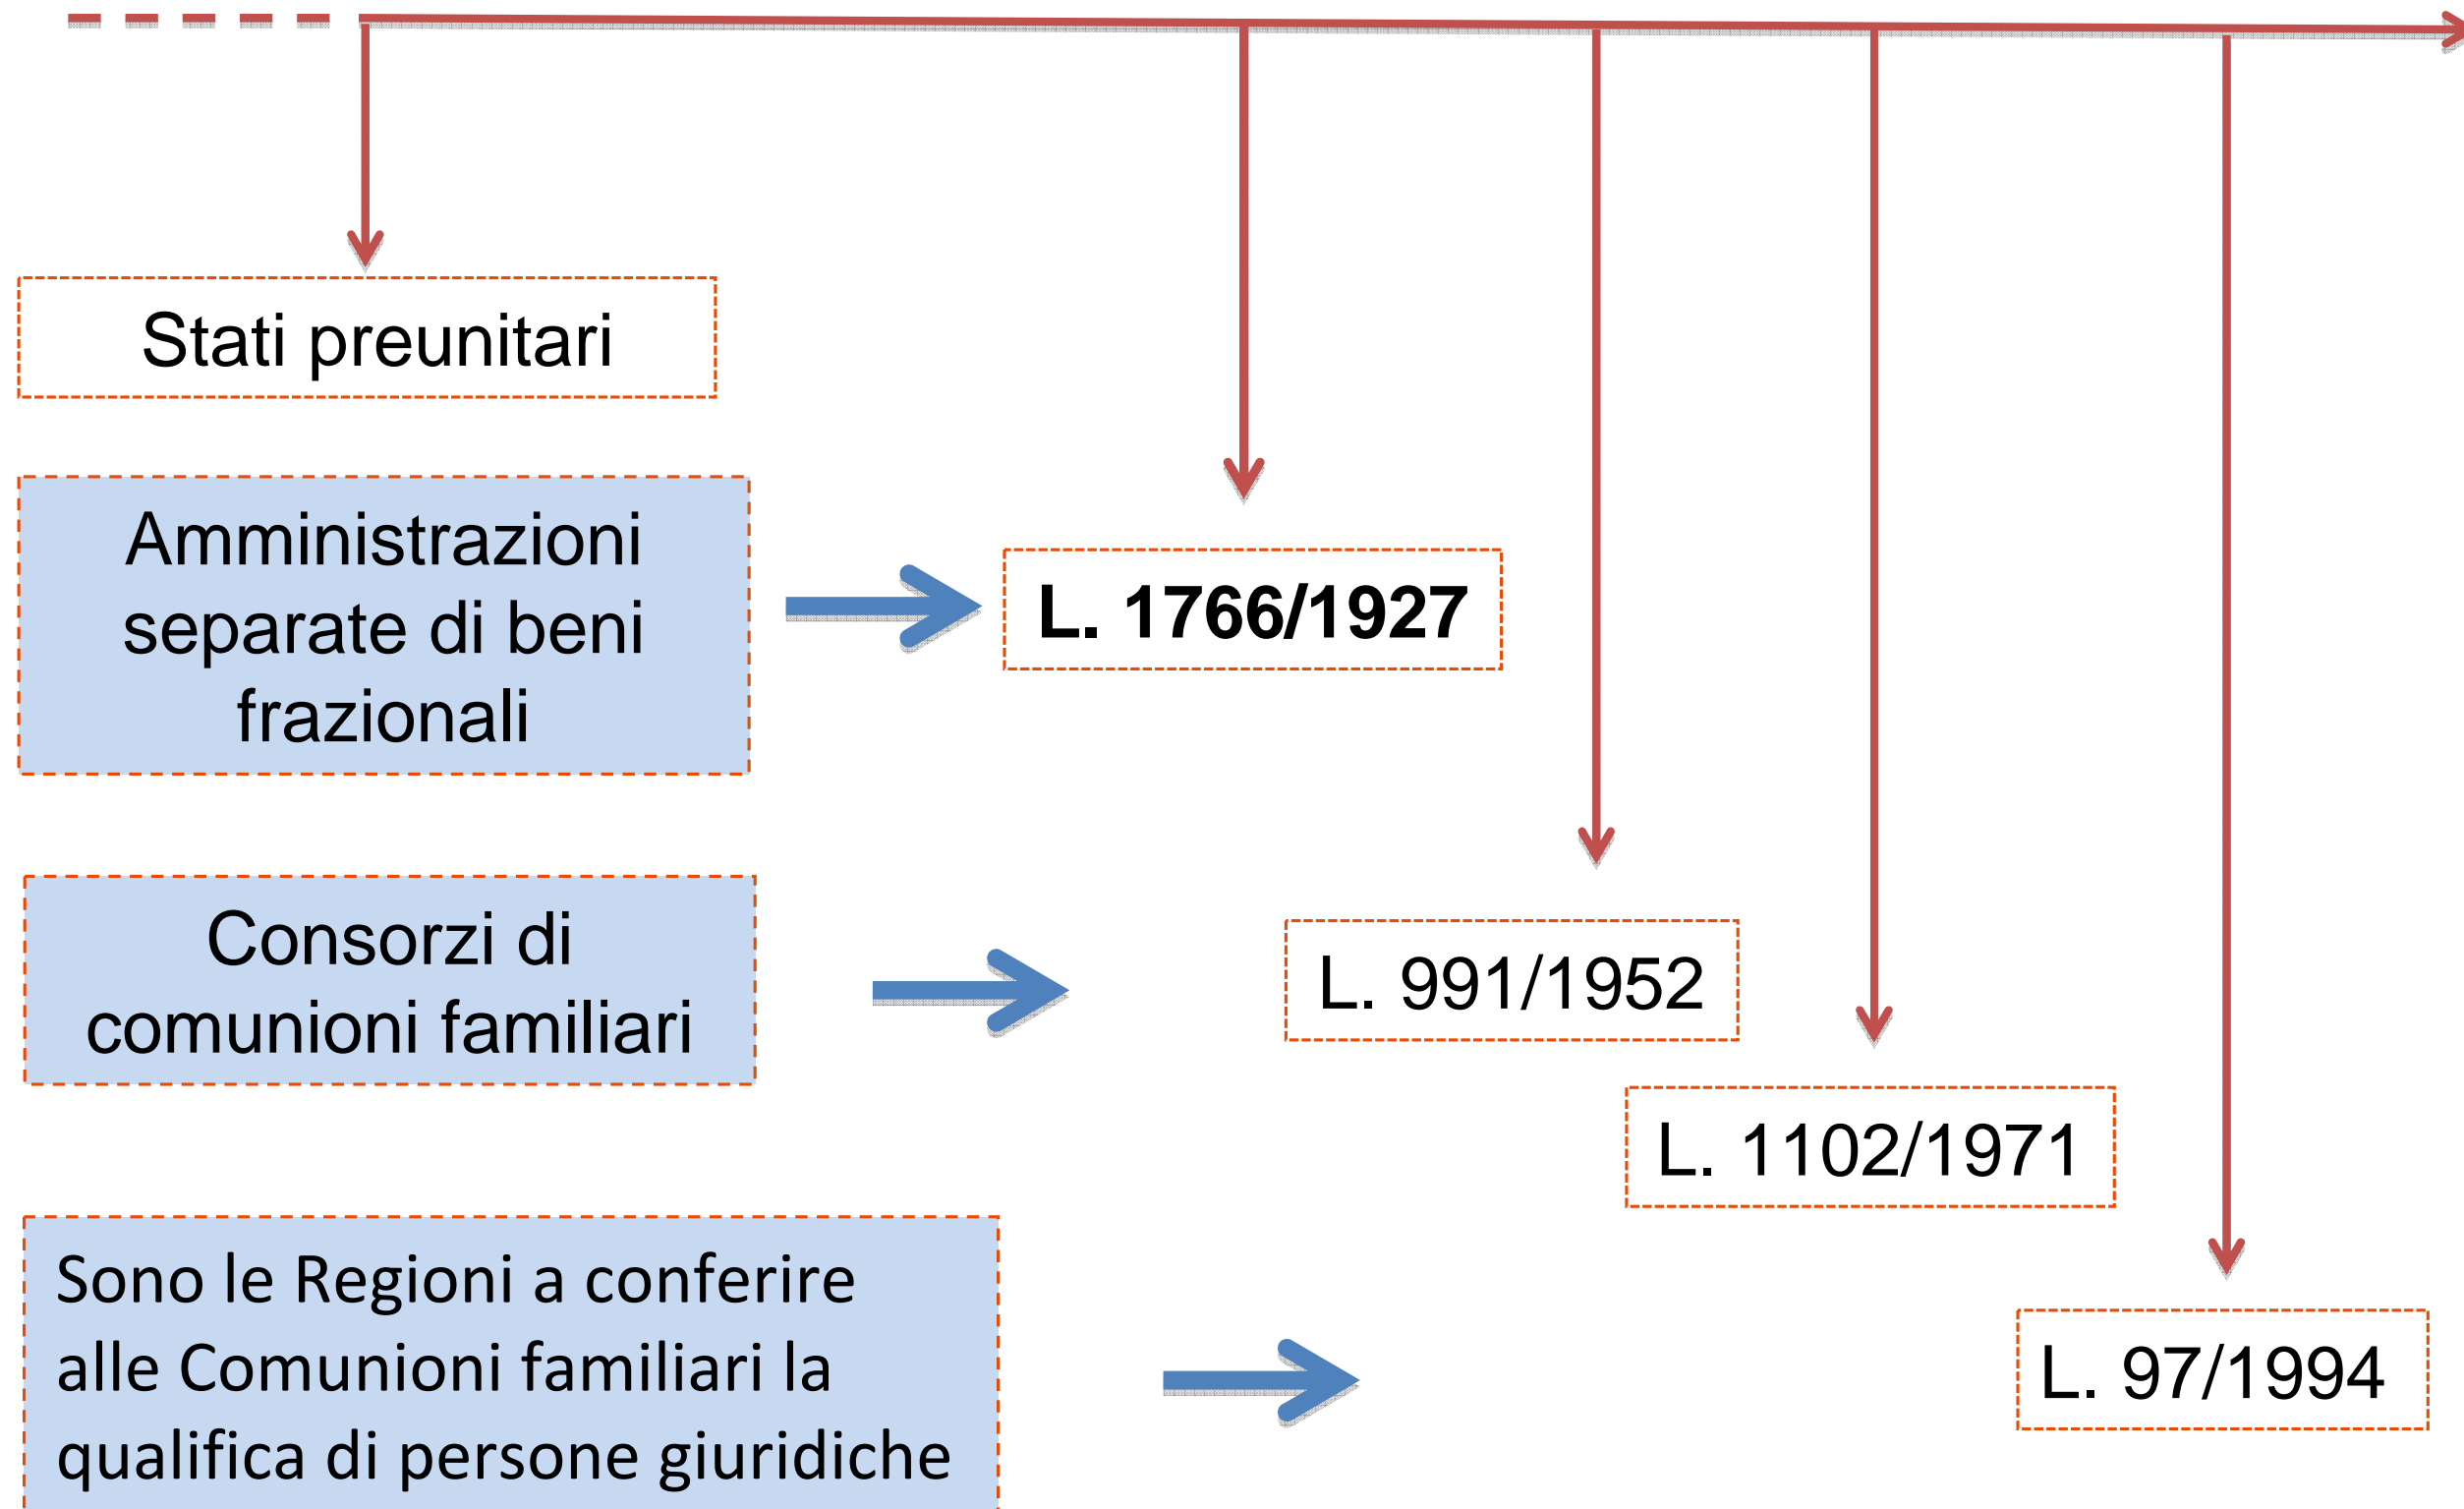 Stati preunitari
Amministrazioni
separate di beni
frazionali
L. 1766/1927
Consorzi di
comunioni familiari
L. 991/1952
L. 1102/1971
Sono le Regioni a conferire
alle Comunioni familiari la
qualifica di persone giuridiche
L. 97/1994